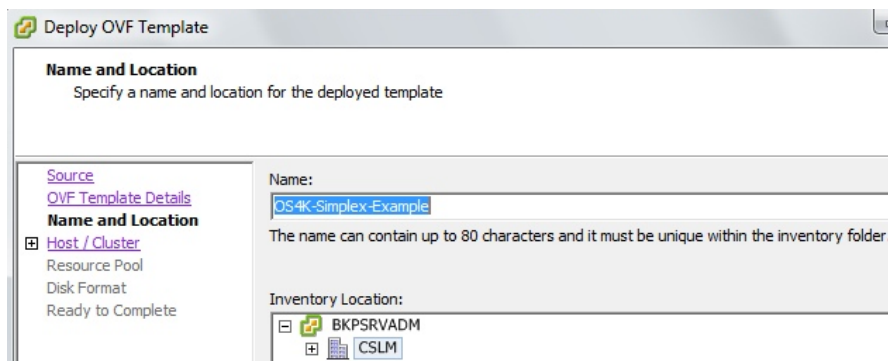 Deploy OVF Template
Name and Location
Specify a name and location for the deployed template
Source
OVF Template Details
Name and Location
Host / Cluster
Resource Pool
Disk Format
Ready to Complete
Name:
OS4K-Simplex-Example
The name can contain up to 80 characters and it must be unique within the inventory folder
Inventory Location:
BKPSRVADM
CSLM